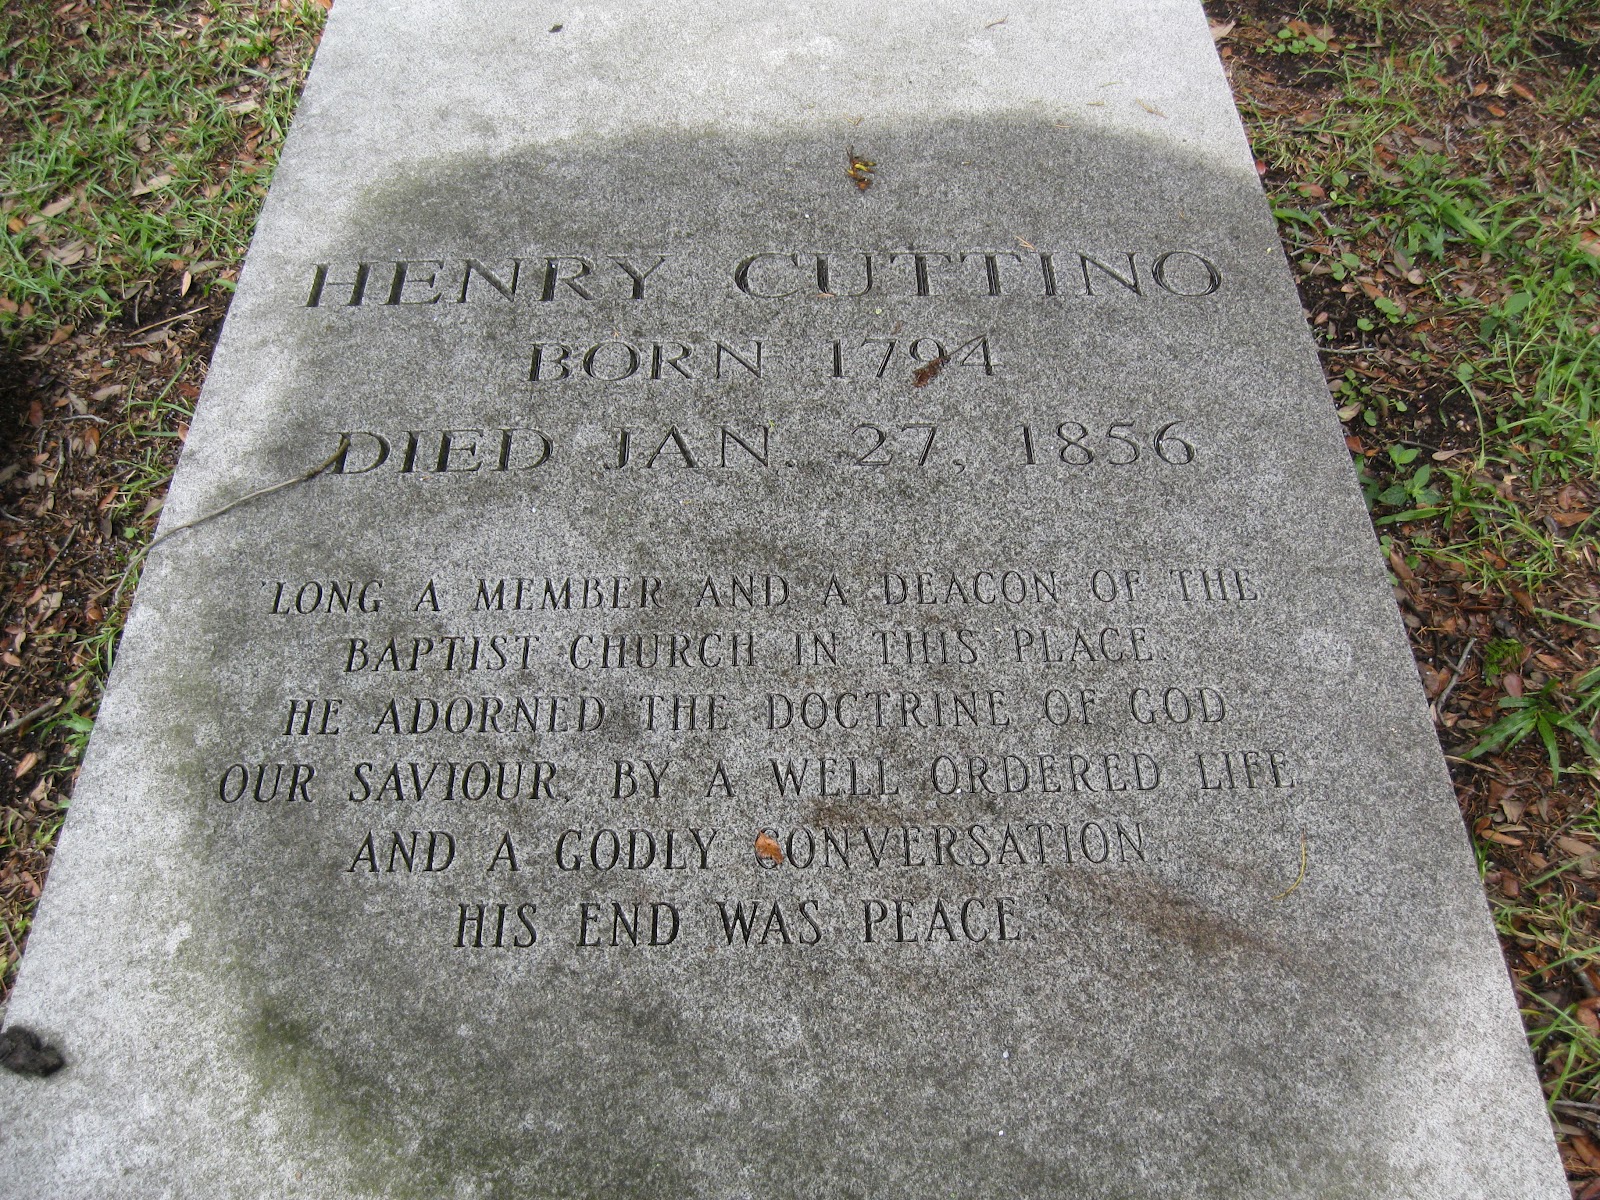 HENRY CUTTINO
BORN 1794
DIED JAN. 27, 1856
'LONG A MEMBER AND A DEACON OF THE
BAPTIST CHURCH IN THIS PLACE.
HE ADORNED THE DOCTRINE OF GOD
OUR SAVIOUR, BY A WELL ORDERED LIFE
AND A GODLY CONVERSATION.
HIS END WAS PEACE.'